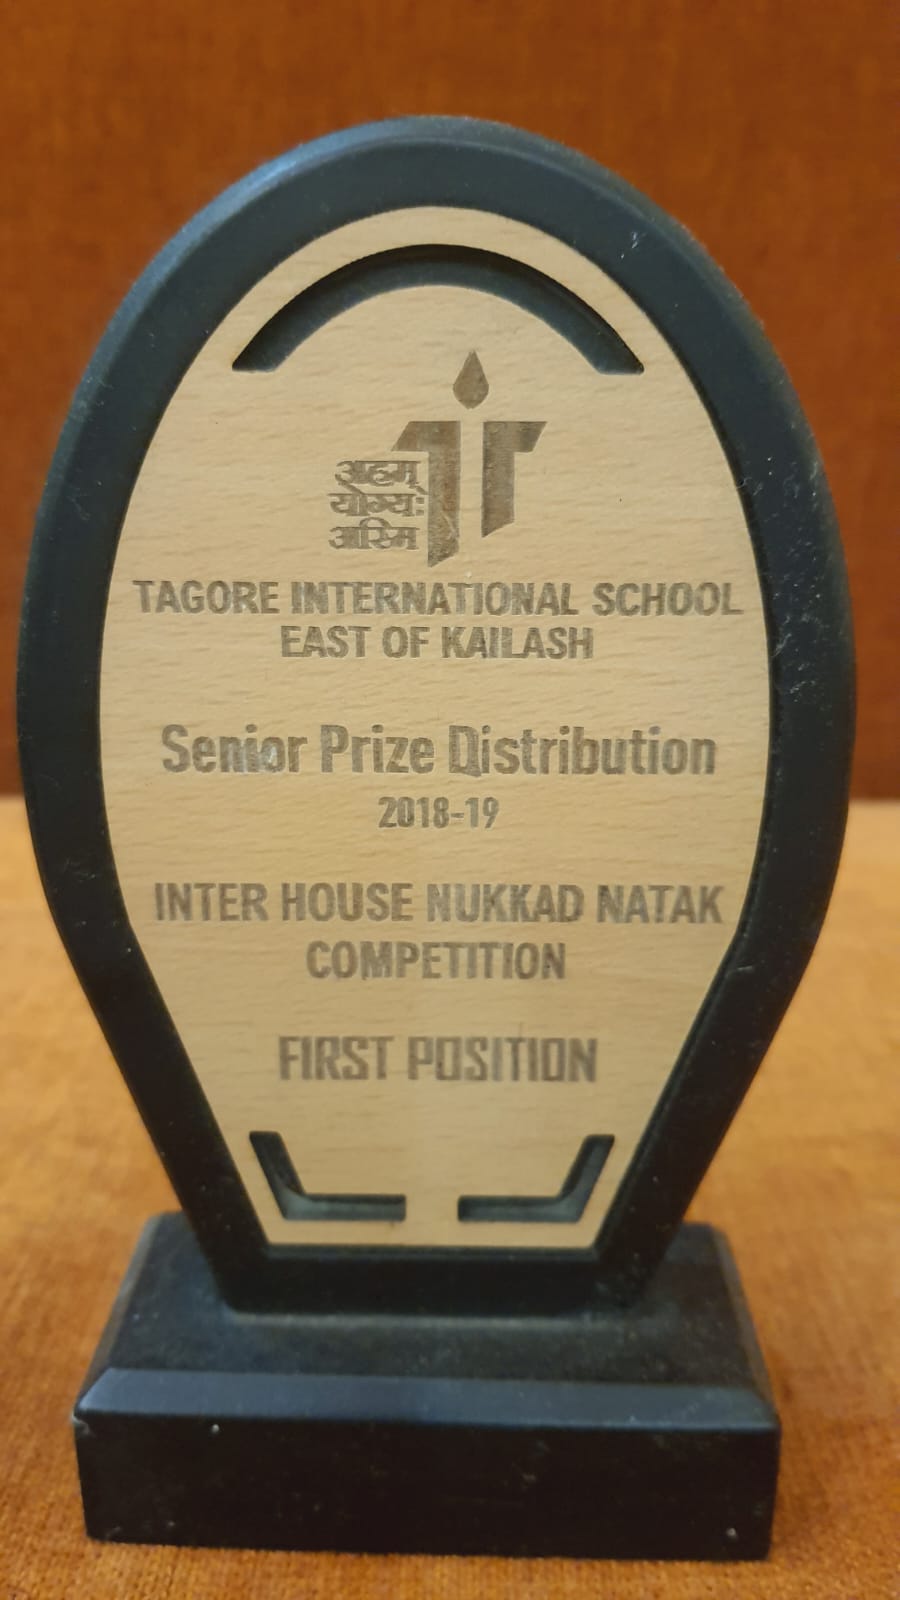 अहम्
योग्यः
अस्मि
TAGORE INTERNATIONAL SCHOOL
EAST OF KAILASH
Senior Prize Distribution
2018-19
INTER HOUSE NUKKAD NATAK
COMPETITION
FIRST POSITION